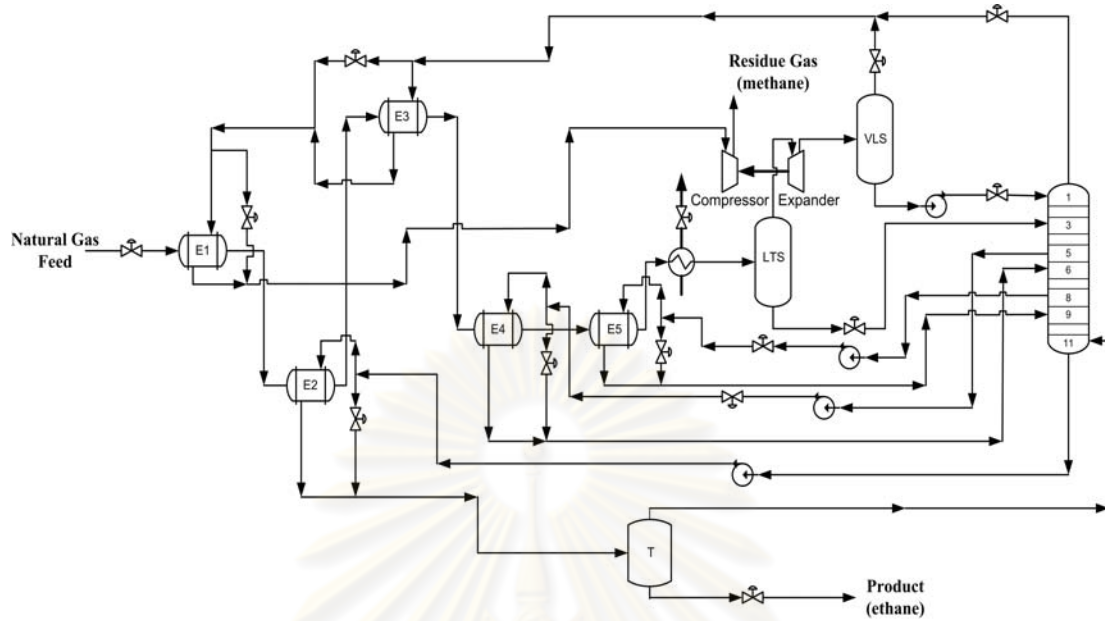 Residue Gas
(methane)
E3
VLS
Compressor
Expander
1
3
5
6
8
9
11
Natural Gas
Feed
E1
LTS
E4
E5
E2
T
Product
(ethane)